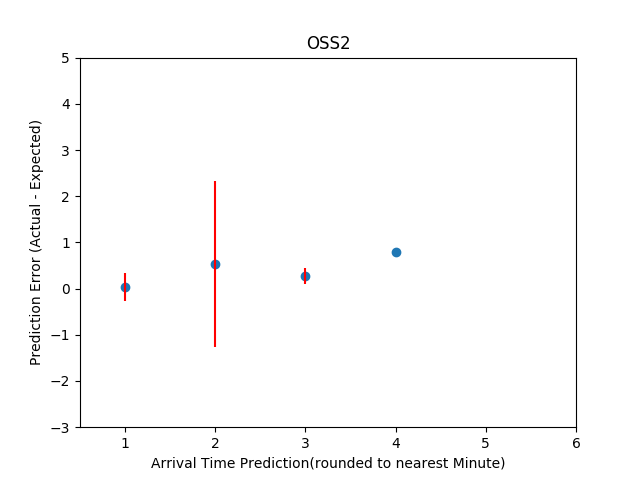 OSS2
5
4
3
2
1
0
−1
−2
−3
Prediction Error (Actual - Expected)
1 2 3 4 5 6
Arrival Time Prediction(rounded to nearest Minute)